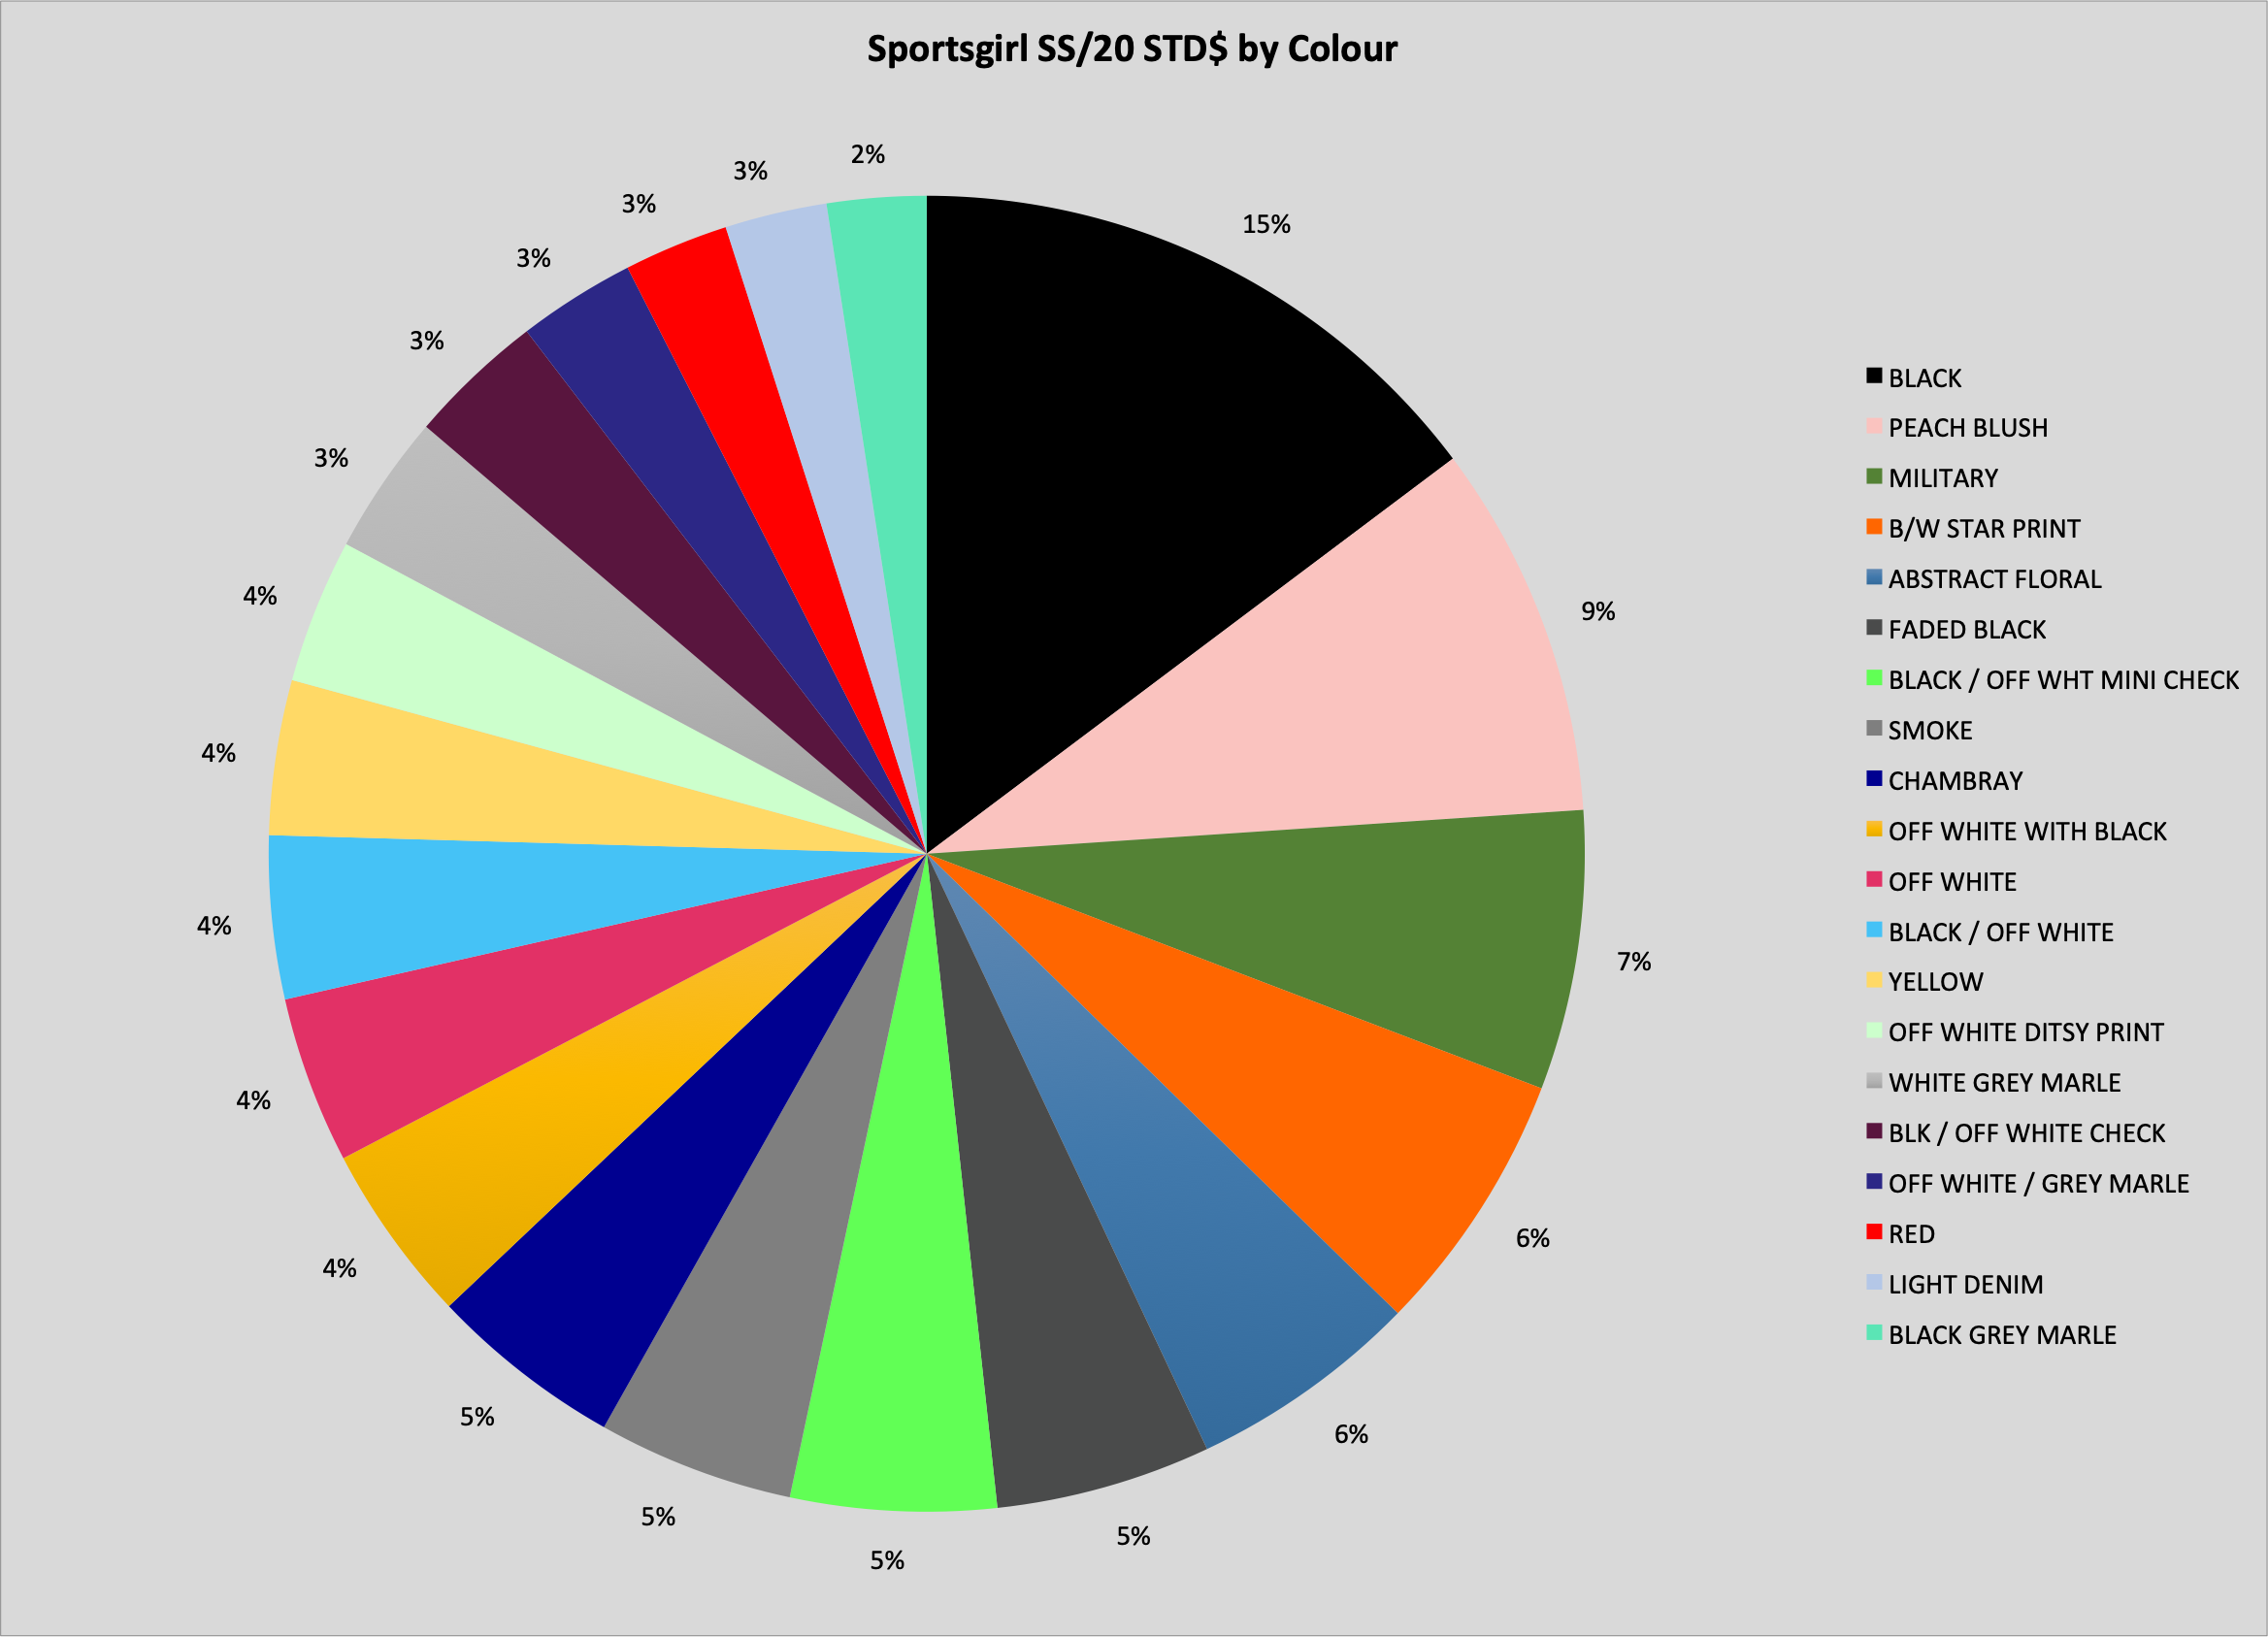 Sportsgirl SS/20 STD$ by Colour
2%
3%
3%
3%
3%
3%
4%
4%
4%
4%
4%
5%
5%
5%
5%
6%
6%
7%
9%
15%
BLACK
PEACH BLUSH
MILITARY
B/W STAR PRINT
ABSTRACT FLORAL
FADED BLACK
BLACK / OFF WHT MINI CHECK
SMOKE
CHAMBRAY
OFF WHITE WITH BLACK
OFF WHITE
BLACK / OFF WHITE
YELLOW
OFF WHITE DITSY PRINT
WHITE GREY MARLE
BLK / OFF WHITE CHECK
OFF WHITE / GREY MARLE
RED
LIGHT DENIM
BLACK GREY MARLE